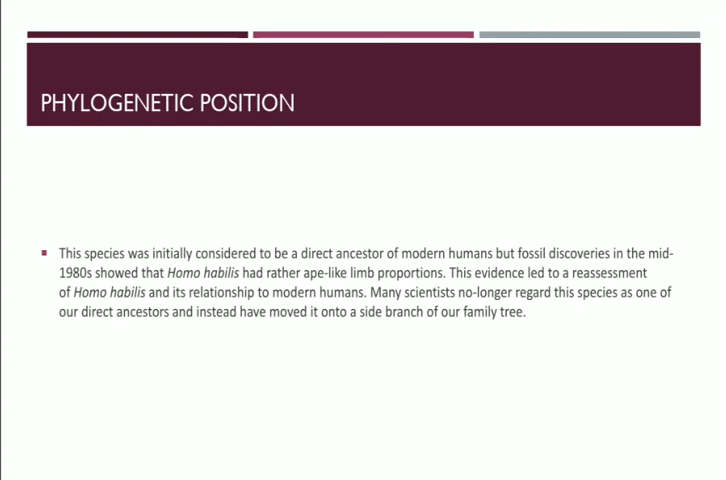 PHYLOGENETIC POSITION
This species was initially considered to be a direct ancestor of modern humans but fossil discoveries in the mid-
1980s showed that Homo habilis had rather ape-like limb proportions. This evidence led to a reassessment
of Homo habilis and its relationship to modern humans. Many scientists no-longer regard this species as one of
our direct ancestors and instead have moved it onto a side branch of our family tree.